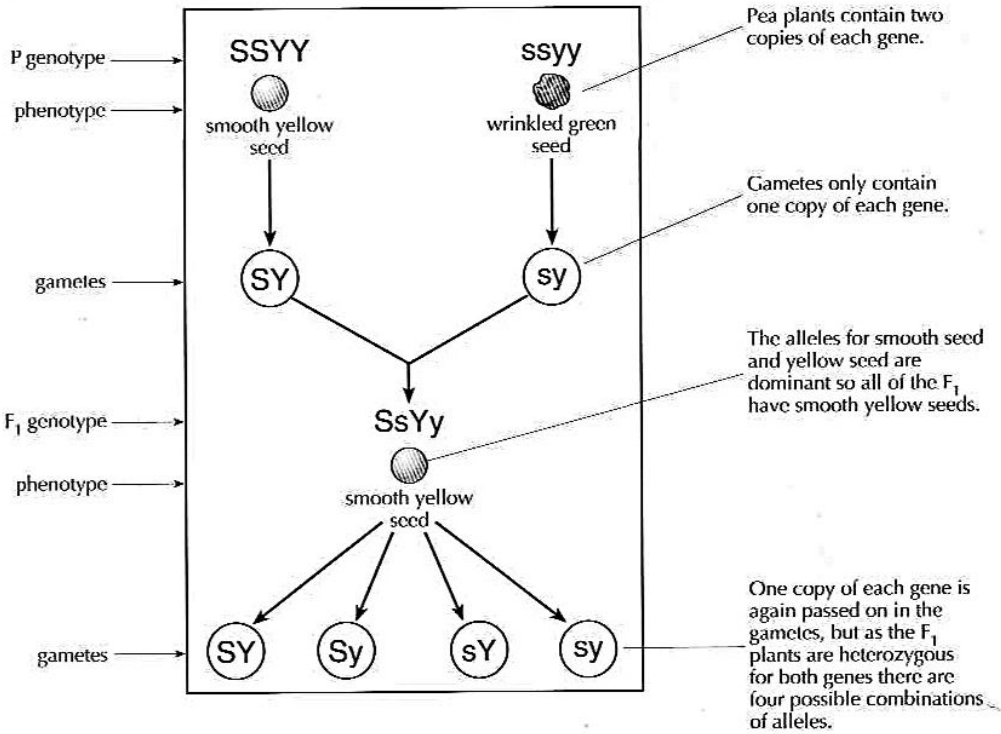 P genotype
SSYY
ssyy
Pea plants contain two
copies of each gene.
phenotype
smooth yellow
seed
wrinkled green
seed
Gametes only contain
one copy of each gene.
gametes
SY
sy
The alleles for smooth seed
and yellow seed are
dominant so all of the F₁
have smooth yellow seeds.
F₁ genotype
SsYy
phenotype
smooth yellow
seed
One copy of each gene is
again passed on in the
gametes, but as the F₁
plants are heterozygous
for both genes there are
four possible combinations
of alleles.
gametes
SY
Sy
sY
sy